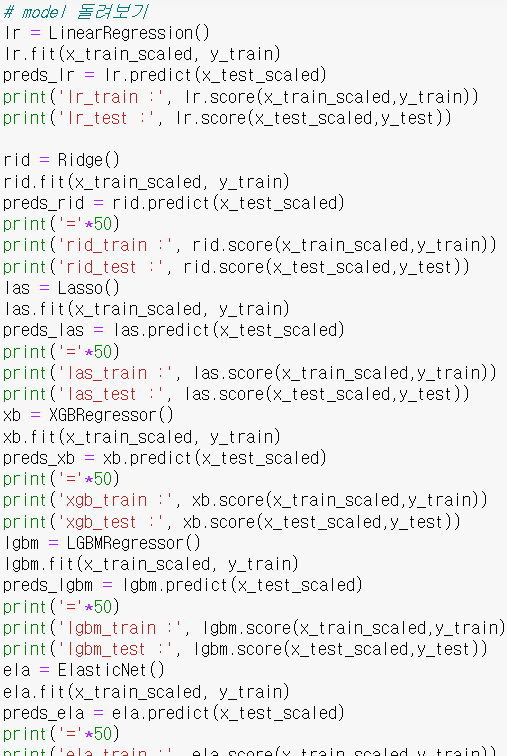 # model 돌려보기
lr = LinearRegression()
lr.fit(x_train_scaled, y_train)
preds_lr = lr.predict(x_test_scaled)
print('lr_train :', lr.score(x_train_scaled,y_train))
print('lr_test :', lr.score(x_test_scaled,y_test))
rid = Ridge()
rid.fit(x_train_scaled, y_train)
preds_rid = rid.predict(x_test_scaled)
print('='*50)
print('rid_train :', rid.score(x_train_scaled,y_train))
print('rid_test :', rid.score(x_test_scaled,y_test))
las = Lasso()
las.fit(x_train_scaled, y_train)
preds_las = las.predict(x_test_scaled)
print('='*50)
print('las_train :', las.score(x_train_scaled,y_train))
print('las_test :', las.score(x_test_scaled,y_test))
xb = XGBRegressor()
xb.fit(x_train_scaled, y_train)
preds_xb = xb.predict(x_test_scaled)
print('='*50)
print('xgb_train :', xb.score(x_train_scaled,y_train))
print('xgb_test :', xb.score(x_test_scaled,y_test))
lgbm = LGBMRegressor()
lgbm.fit(x_train_scaled, y_train)
preds_lgbm = lgbm.predict(x_test_scaled)
print('='*50)
print('lgbm_train :', lgbm.score(x_train_scaled,y_train)
print('lgbm_test :', lgbm.score(x_test_scaled,y_test))
ela = ElasticNet()
ela.fit(x_train_scaled, y_train)
preds_ela = ela.predict(x_test_scaled)
print('='*50)
print('ela_train :', ela.score(x_train_scaled,y_train))